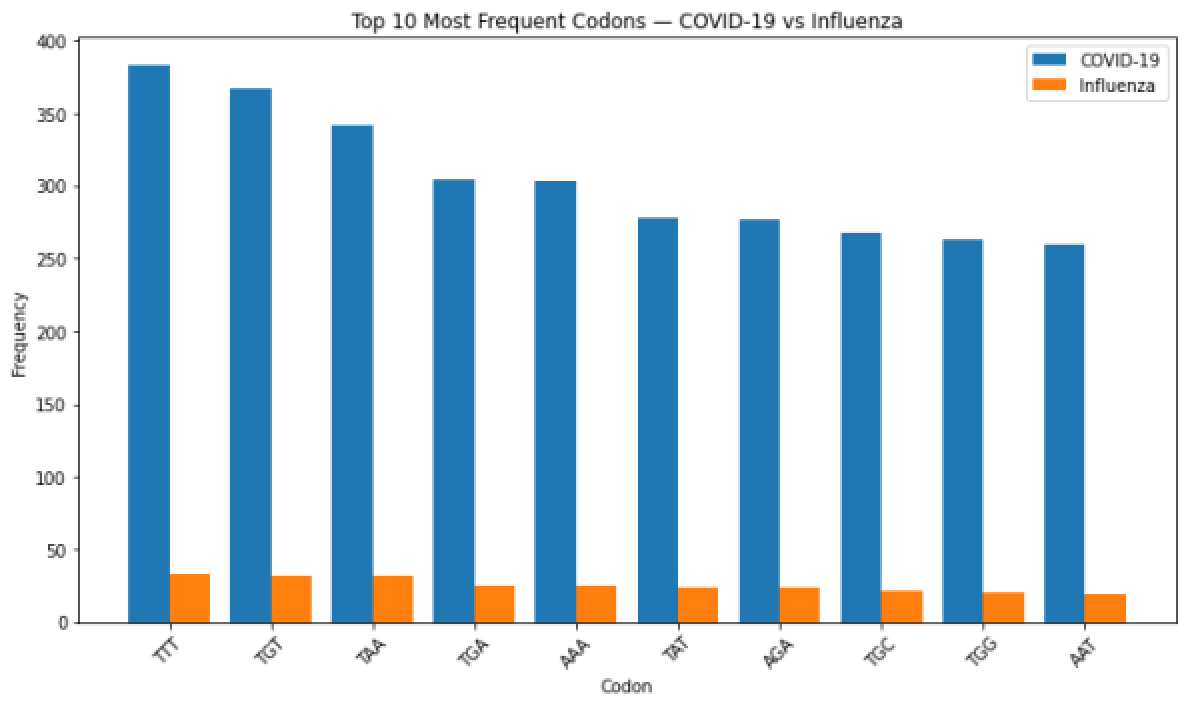 Top 10 Most Frequent Codons — COVID-19 vs Influenza
COVID-19
Influenza
400
350
300
250
200
150
100
50
0
Frequency
TTT TGT TAA TGA AAA TAT AGA TGC TGG AAT
Codon